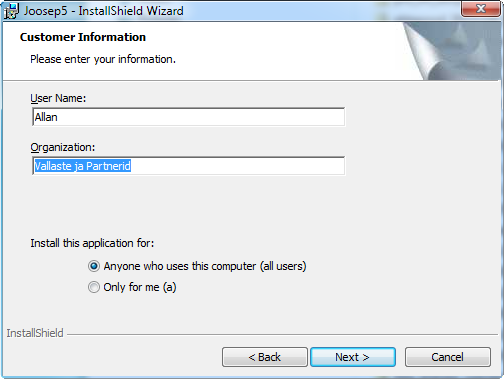 Joosep5 - InstallShield Wizard
Customer Information
Please enter your information.
User Name:
Allan
Organization:
Vallaste ja Partnerid
Install this application for:
Anyone who uses this computer (all users)
Only for me (a)
InstallShield
< Back Next > Cancel